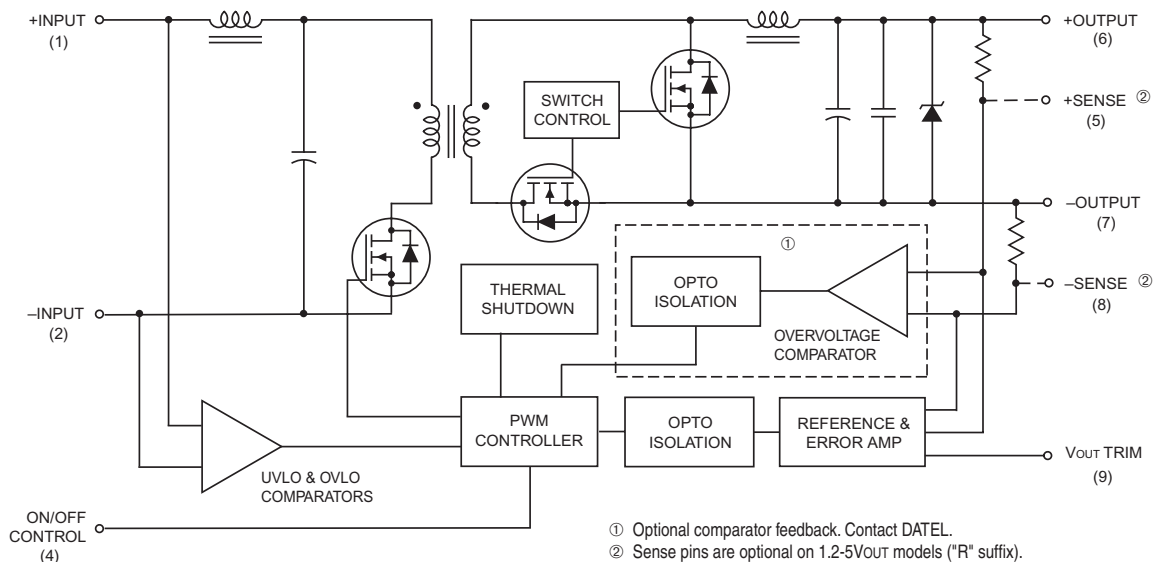 +INPUT
(1)
+OUTPUT
(6)
SWITCH
CONTROL
+SENSE ②
(5)
–OUTPUT
(7)
①
–INPUT
(2)
THERMAL
SHUTDOWN
OPTO
ISOLATION
–SENSE ②
(8)
OVERVOLTAGE
COMPARATOR
PWM
CONTROLLER
OPTO
ISOLATION
REFERENCE &
ERROR AMP
VOUT TRIM
(9)
UVLO & OVLO
COMPARATORS
ON/OFF
CONTROL
(4)
① Optional comparator feedback. Contact DATEL.
② Sense pins are optional on 1.2-5VOUT models ("R" suffix).